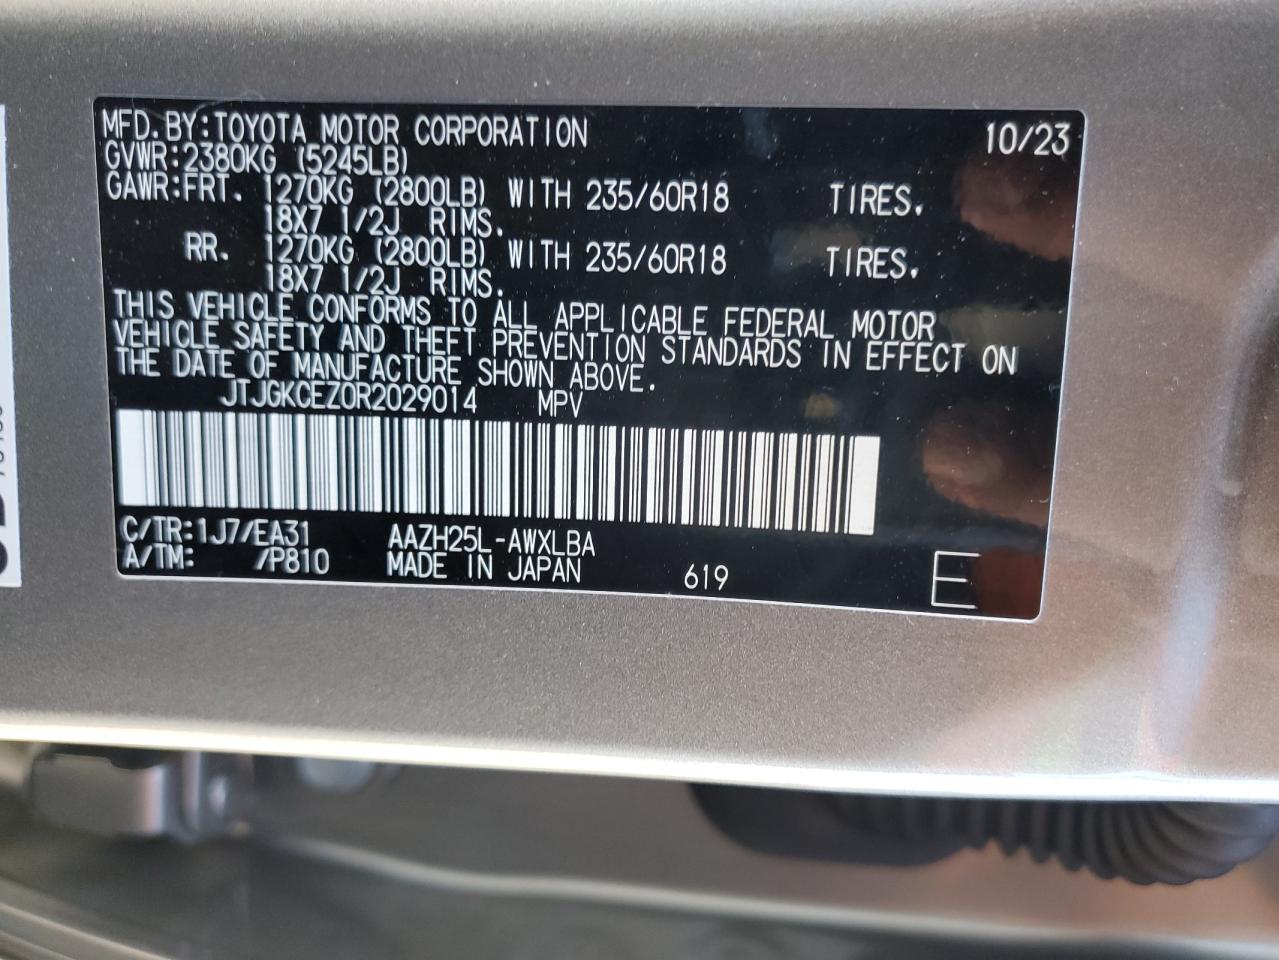 MFD.BY:TOYOTA MOTOR CORPORATION 10/23
GVWR:2380KG (5245LB)
GAWR:FRT. 1270KG (2800LB) WITH 235/60R18 TIRES.
18X7 1/2J RIMS.
RR. 1270KG (2800LB) WITH 235/60R18 TIRES.
18X7 1/2J RIMS.
THIS VEHICLE CONFORMS TO ALL APPLICABLE FEDERAL MOTOR
VEHICLE SAFETY AND THEFT PREVENTION STANDARDS IN EFFECT ON
THE DATE OF MANUFACTURE SHOWN ABOVE.
JTJGKCEZ0R2029014 MPV
C/TR:1J7/EA31 AAZH25L-AWXLBA
A/TM: /P810 MADE IN JAPAN 619 E